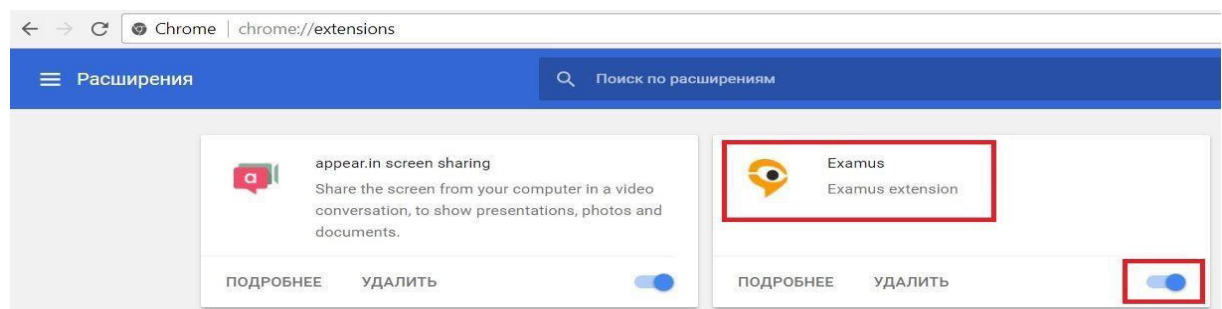 Chrome | chrome://extensions
Расширения
Поиск по расширениям
appear.in screen sharing
Share the screen from your computer in a video
conversation, to show presentations, photos and
documents.
ПОДРОБНЕЕ УДАЛИТЬ
Examus
Examus extension
ПОДРОБНЕЕ УДАЛИТЬ